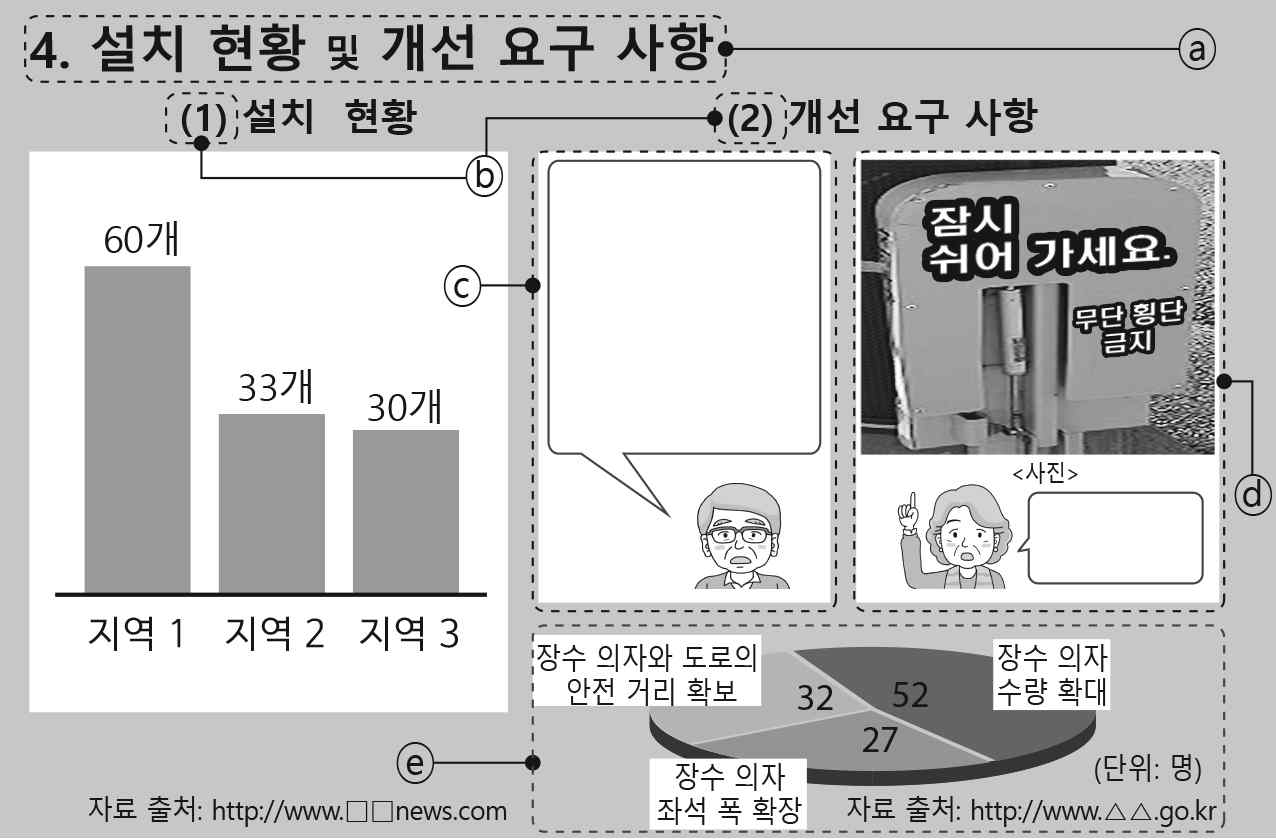 4. 설치 현황 및 개선 요구 사항
ⓐ
(1) 설치 현황
(2) 개선 요구 사항
ⓑ
60개
33개
30개
지역 1
지역 2
지역 3
ⓒ
잠시
쉬어 가세요.
무단 횡단
금지
<사진>
ⓓ
장수 의자와 도로의
안전 거리 확보
32
52
장수 의자
수량 확대
27
장수 의자
좌석 폭 확장
(단위: 명)
ⓔ
자료 출처: http://www.□□news.com
자료 출처: http://www.△△.go.kr